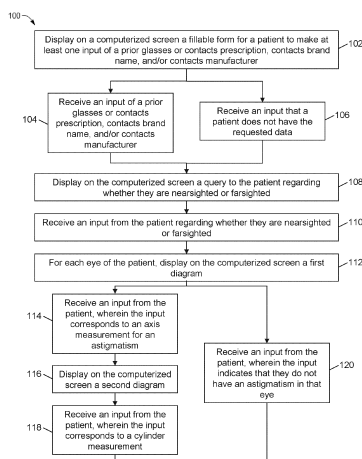 100
Display on a computerized screen a fillable form for a patient to make
at least one input of a prior glasses or contacts prescription, contacts brand
name, and/or contacts manufacturer
102
Receive an input of a prior
glasses or contacts
prescription, contacts brand
name, and/or contacts
manufacturer
104
Receive an input that a
patient does not have the
requested data
106
Display on the computerized screen a query to the patient regarding
whether they are nearsighted or farsighted
108
Receive an input from the patient regarding whether they are nearsighted
or farsighted
110
For each eye of the patient, display on the computerized screen a first
diagram
112
Receive an input from the
patient, wherein the input
corresponds to an axis
measurement for an
astigmatism
114
Display on the computerized
screen a second diagram
116
Receive an input from the
patient, wherein the input
corresponds to a cylinder
measurement
118
Receive an input from the
patient, wherein the input
indicates that they do not
have an astigmatism in that
eye
120